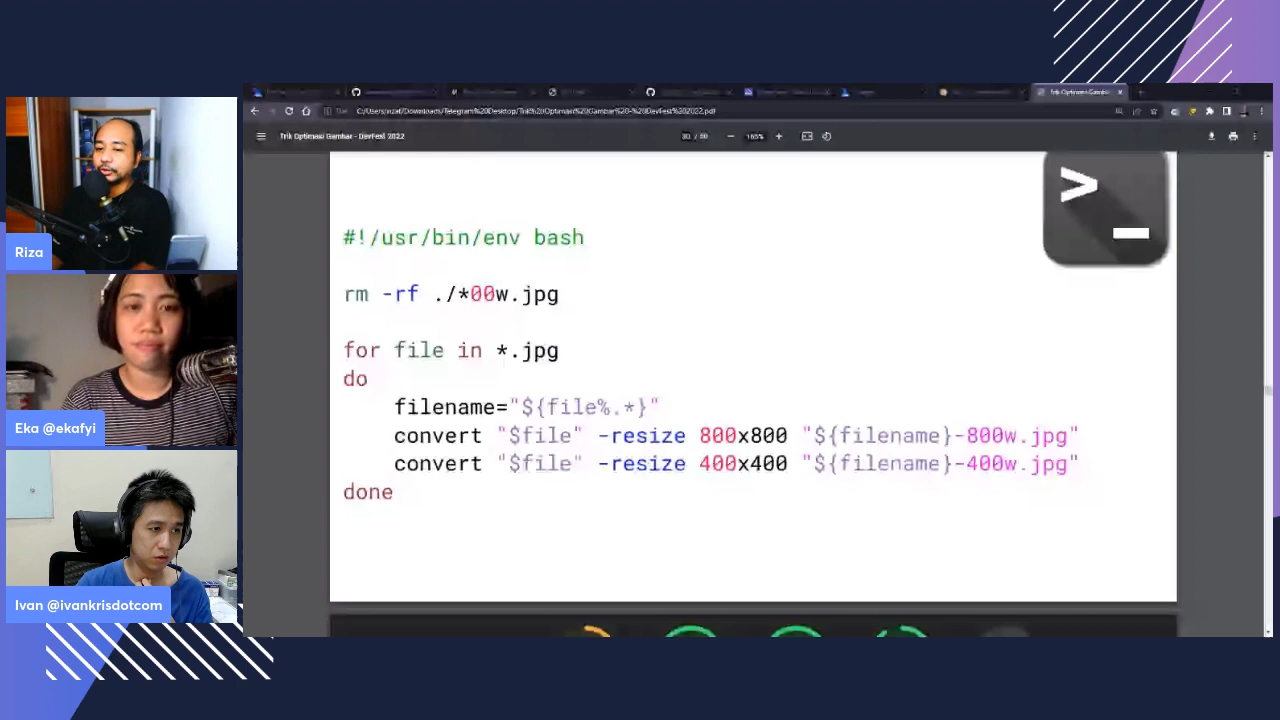 Riza
Eka @ekafyi
Ivan @ivankrisdotcom
Trik Optimasi Gambar - DevFest 2022
#!/usr/bin/env bash
rm -rf ./*00w.jpg
for file in *.jpg
do
filename="${file%.*}"
convert "$file" -resize 800x800 "${filename}-800w.jpg"
convert "$file" -resize 400x400 "${filename}-400w.jpg"
done